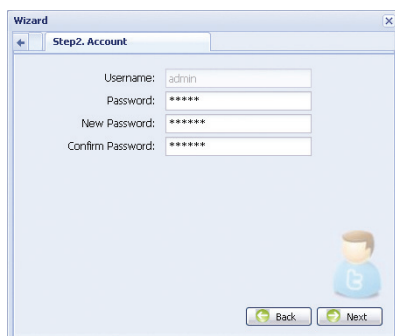 Wizard
Step2. Account
Username: admin
Password: *****
New Password: ******
Confirm Password: ******
Back Next